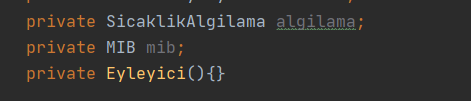 private SicaklikAlgilama algilama;
private MIB mib;
private Eyleyici(){}